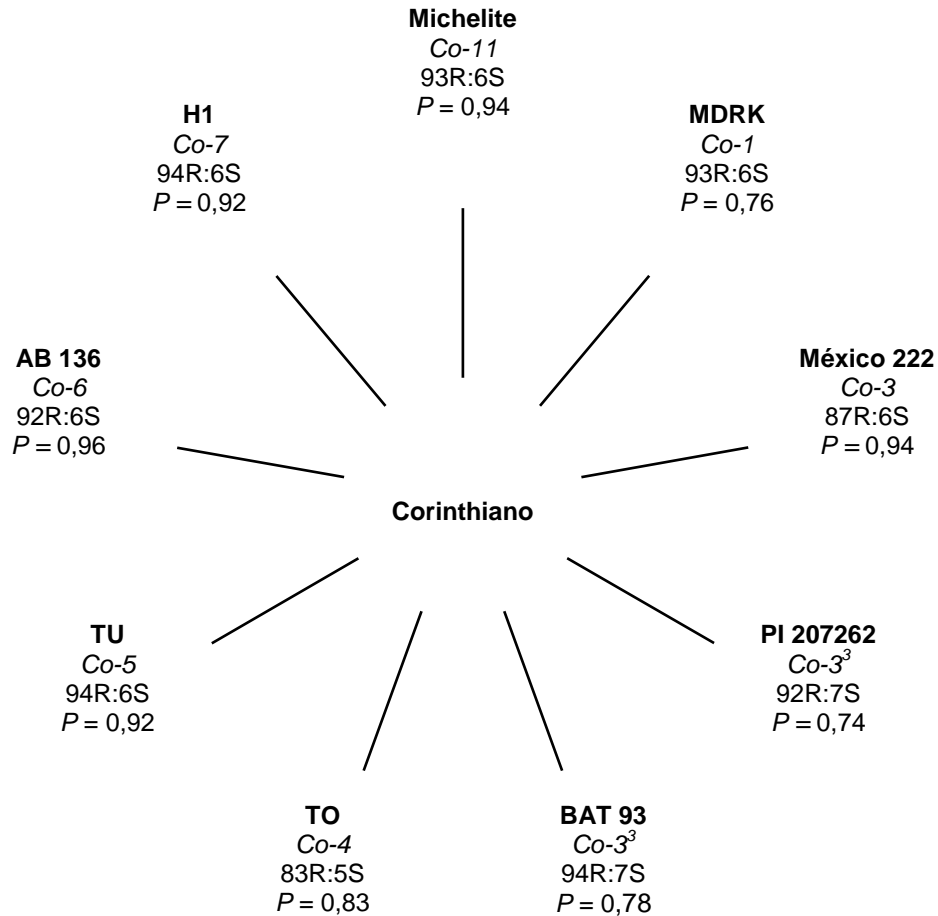 Michelite
Co-11
93R:6S
P = 0,94
H1
Co-7
94R:6S
P = 0,92
MDRK
Co-1
93R:6S
P = 0,76
AB 136
Co-6
92R:6S
P = 0,96
México 222
Co-3
87R:6S
P = 0,94
Corinthiano
TU
Co-5
94R:6S
P = 0,92
PI 207262
Co-3³
92R:7S
P = 0,74
TO
Co-4
83R:5S
P = 0,83
BAT 93
Co-3³
94R:7S
P = 0,78